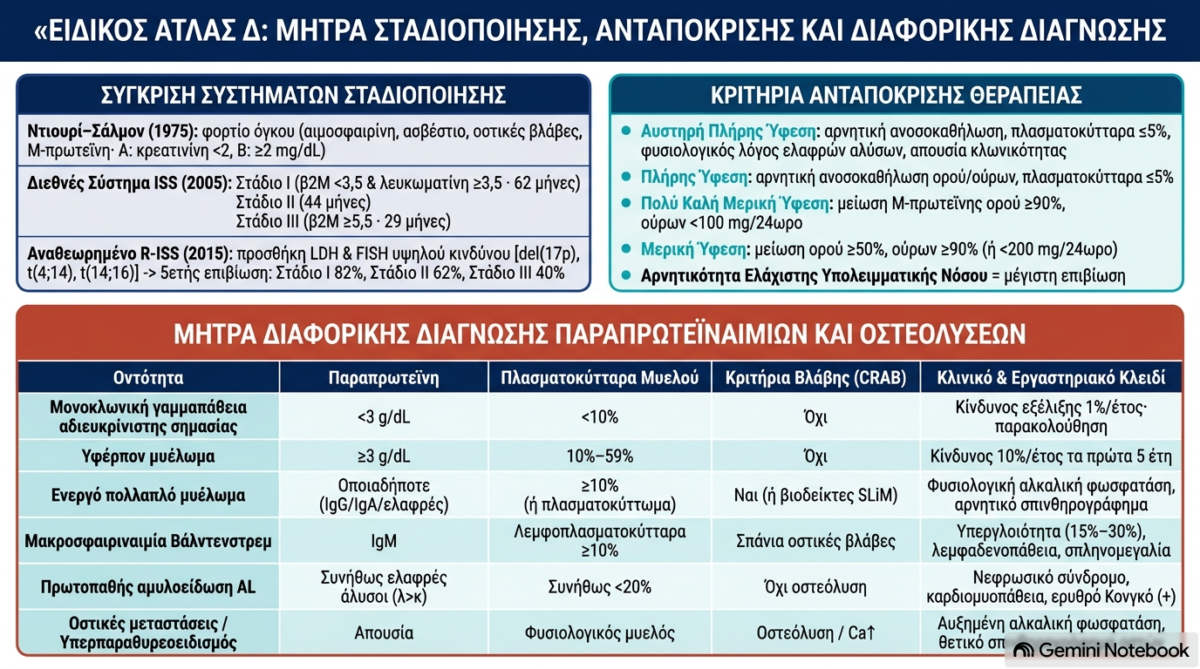 «ΕΙΔΙΚΟΣ ΑΤΛΑΣ Δ: ΜΗΤΡΑ ΣΤΑΔΙΟΠΟΙΗΣΗΣ, ΑΝΤΑΠΟΚΡΙΣΗΣ ΚΑΙ ΔΙΑΦΟΡΙΚΗΣ ΔΙΑΓΝΩΣΗΣ
ΣΥΓΚΡΙΣΗ ΣΥΣΤΗΜΑΤΩΝ ΣΤΑΔΙΟΠΟΙΗΣΗΣ
Ντιουρί–Σάλμον (1975): φορτίο όγκου (αιμοσφαιρίνη, ασβέστιο, οστικές βλάβες,
Μ-πρωτεΐνη· Α: κρεατινίνη <2, Β: ≥2 mg/dL)
Διεθνές Σύστημα ISS (2005): Στάδιο Ι (β2Μ <3,5 & λευκωματίνη ≥3,5 · 62 μήνες)
Στάδιο ΙΙ (44 μήνες)
Στάδιο ΙΙΙ (β2Μ ≥5,5 · 29 μήνες)
Αναθεωρημένο R-ISS (2015): προσθήκη LDH & FISH υψηλού κινδύνου [del(17p),
t(4;14), t(14;16)] -> 5ετής επιβίωση: Στάδιο Ι 82%, Στάδιο ΙΙ 62%, Στάδιο ΙΙΙ 40%
ΚΡΙΤΗΡΙΑ ΑΝΤΑΠΟΚΡΙΣΗΣ ΘΕΡΑΠΕΙΑΣ
• Αυστηρή Πλήρης Ύφεση: αρνητική ανοσοκαθήλωση, πλασματοκύτταρα ≤5%,
φυσιολογικός λόγος ελαφρών αλύσων, απουσία κλωνικότητας
• Πλήρης Ύφεση: αρνητική ανοσοκαθήλωση ορού/ούρων, πλασματοκύτταρα ≤5%
• Πολύ Καλή Μερική Ύφεση: μείωση Μ-πρωτεΐνης ορού ≥90%,
ούρων <100 mg/24ωρο
• Μερική Ύφεση: μείωση ορού ≥50%, ούρων ≥90% (ή <200 mg/24ωρο)
• Αρνητικότητα Ελάχιστης Υπολειμματικής Νόσου = μέγιστη επιβίωση
ΜΗΤΡΑ ΔΙΑΦΟΡΙΚΗΣ ΔΙΑΓΝΩΣΗΣ ΠΑΡΑΠΡΩΤΕΪΝΑΙΜΙΩΝ ΚΑΙ ΟΣΤΕΟΛΥΣΕΩΝ
Οντότητα Παραπρωτεΐνη Πλασματοκύτταρα Μυελού Κριτήρια Βλάβης (CRAB) Κλινικό & Εργαστηριακό Κλειδί
Μονοκλωνική γαμμαπάθεια
αδιευκρίνιστης σημασίας
<3 g/dL <10% Όχι
Κίνδυνος εξέλιξης 1%/έτος·
παρακολούθηση
Υφέρπον μυέλωμα ≥3 g/dL 10%–59% Όχι Κίνδυνος 10%/έτος τα πρώτα 5 έτη
Ενεργό πολλαπλό μυέλωμα
Οποιαδήποτε
(IgG/IgA/ελαφρές)
≥10%
(ή πλασματοκύττωμα)
Ναι (ή βιοδείκτες SLiM)
Φυσιολογική αλκαλική φωσφατάση,
αρνητικό σπινθηρογράφημα
Μακροσφαιριναιμία Βάλντενστρεμ IgM
Λεμφοπλασματοκύτταρα
≥10%
Σπάνια οστικές βλάβες
Υπεργλοιότητα (15%–30%),
λεμφαδενοπάθεια, σπληνομεγαλία
Πρωτοπαθής αμυλοείδωση AL
Συνήθως ελαφρές
άλυσοι (λ>κ)
Συνήθως <20% Όχι οστεόλυση
Νεφρωσικό σύνδρομο,
καρδιομυοπάθεια, ερυθρό Κονγκό (+)
Οστικές μεταστάσεις /
Υπερπαραθυρεοειδισμός
Απουσία Φυσιολογικός μυελός Οστεόλυση / Ca↑
Αυξημένη αλκαλική φωσφατάση,
θετικό
Gemini Notebook